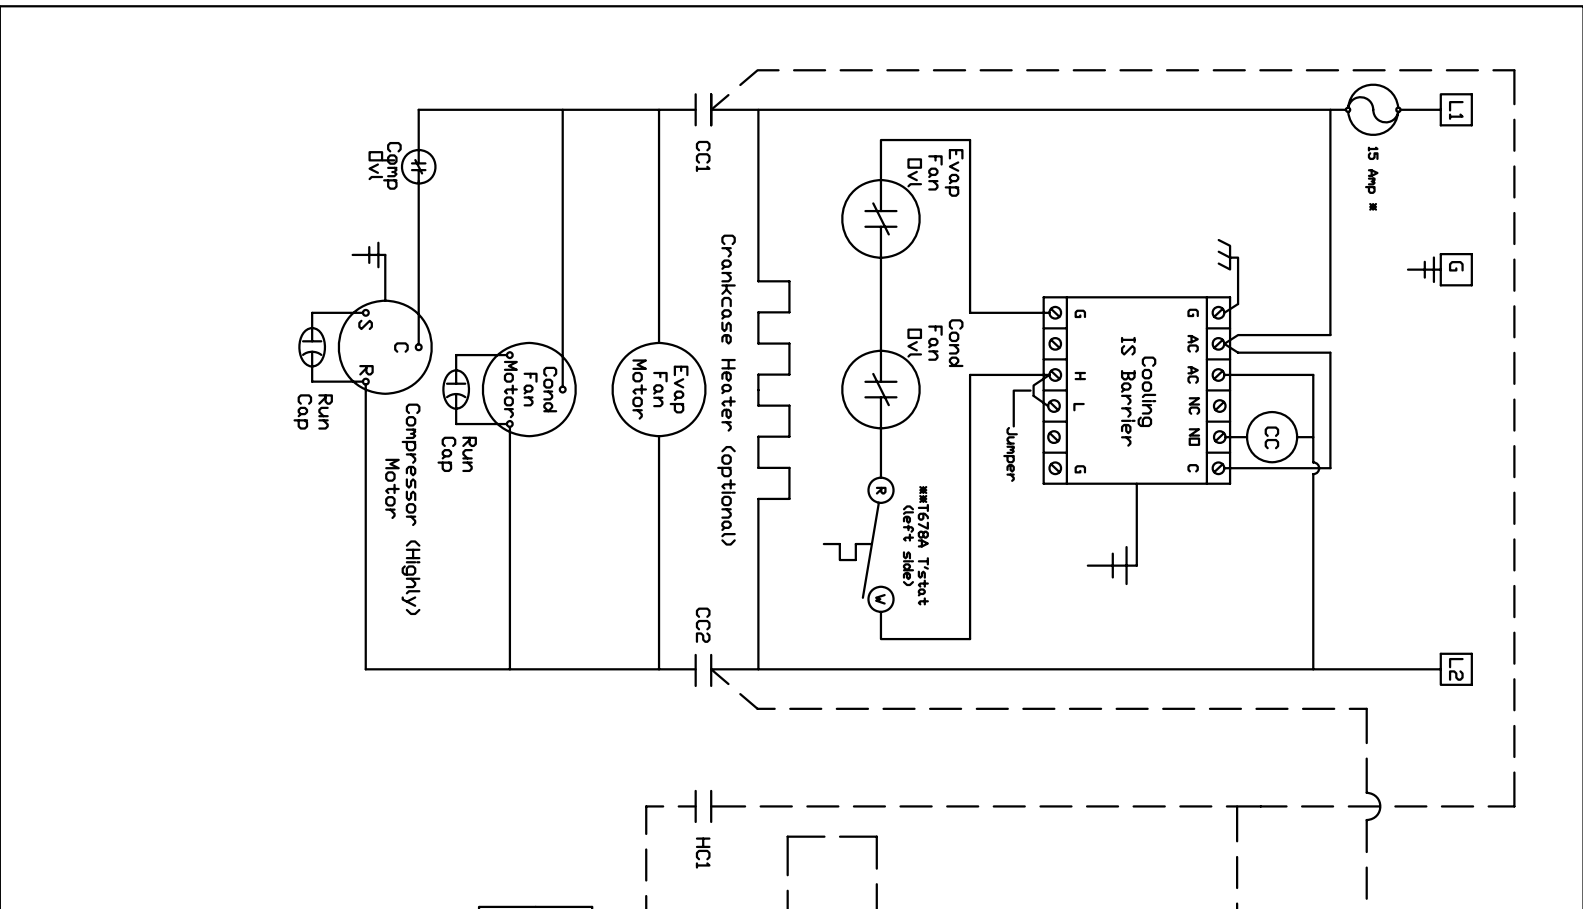 L1
15 Amp *
G
L2
G
AC
AC
NC
NO
C
CC
Cooling
IS Barrier
G
H
L
G
Jumper
Evap
Fan
Ovl
Cond
Fan
Ovl
**T678A T'stat
(left side)
R
W
Crankcase Heater (optional)
CC1
CC2
HC1
Evap
Fan
Motor
Cond
Fan
Motor
Run
Cap
Comp
Ovl
S
C
R
Compressor (Highly)
Motor
Run
Cap